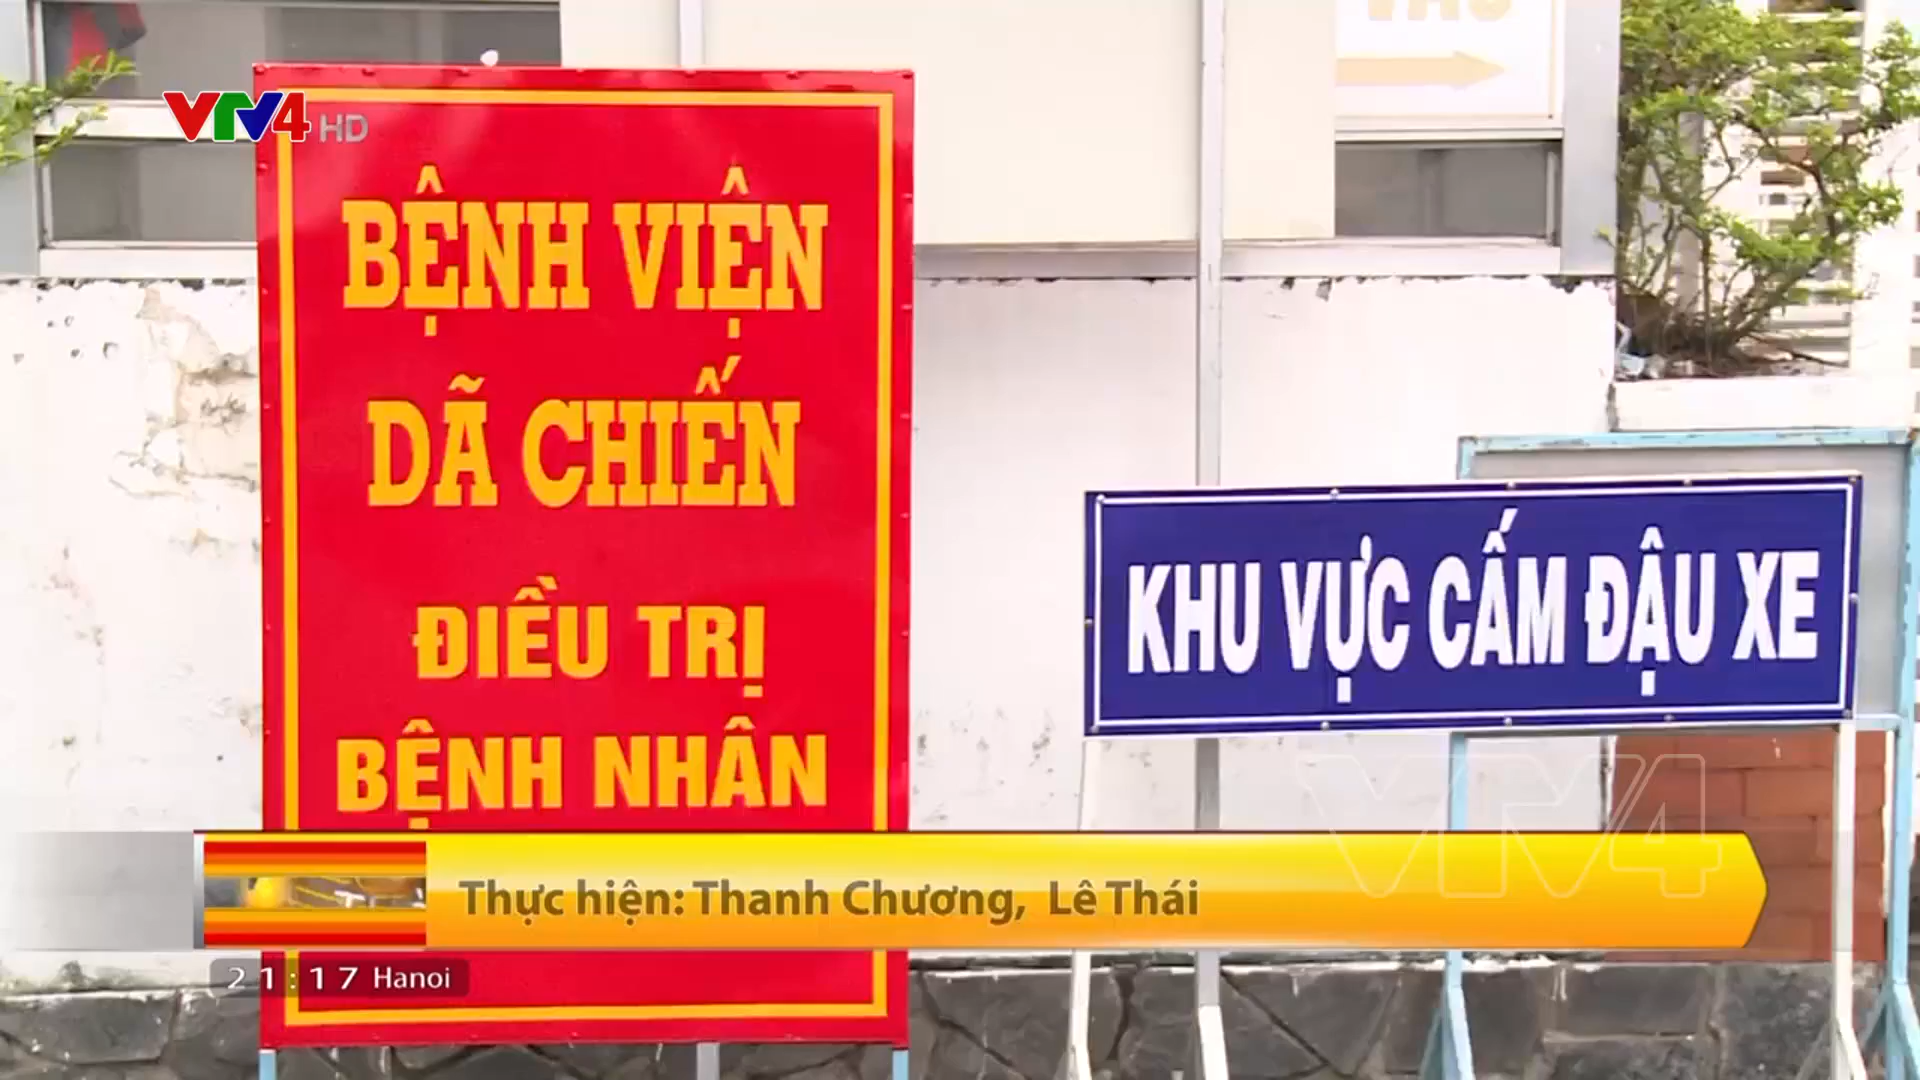 VTV4 HD
BỆNH VIỆN
DÃ CHIẾN
ĐIỀU TRỊ
BỆNH NHÂN
KHU VỰC CẤM ĐẬU XE
VTV4
Thực hiện: Thanh Chương, Lê Thái
21:17 Hanoi